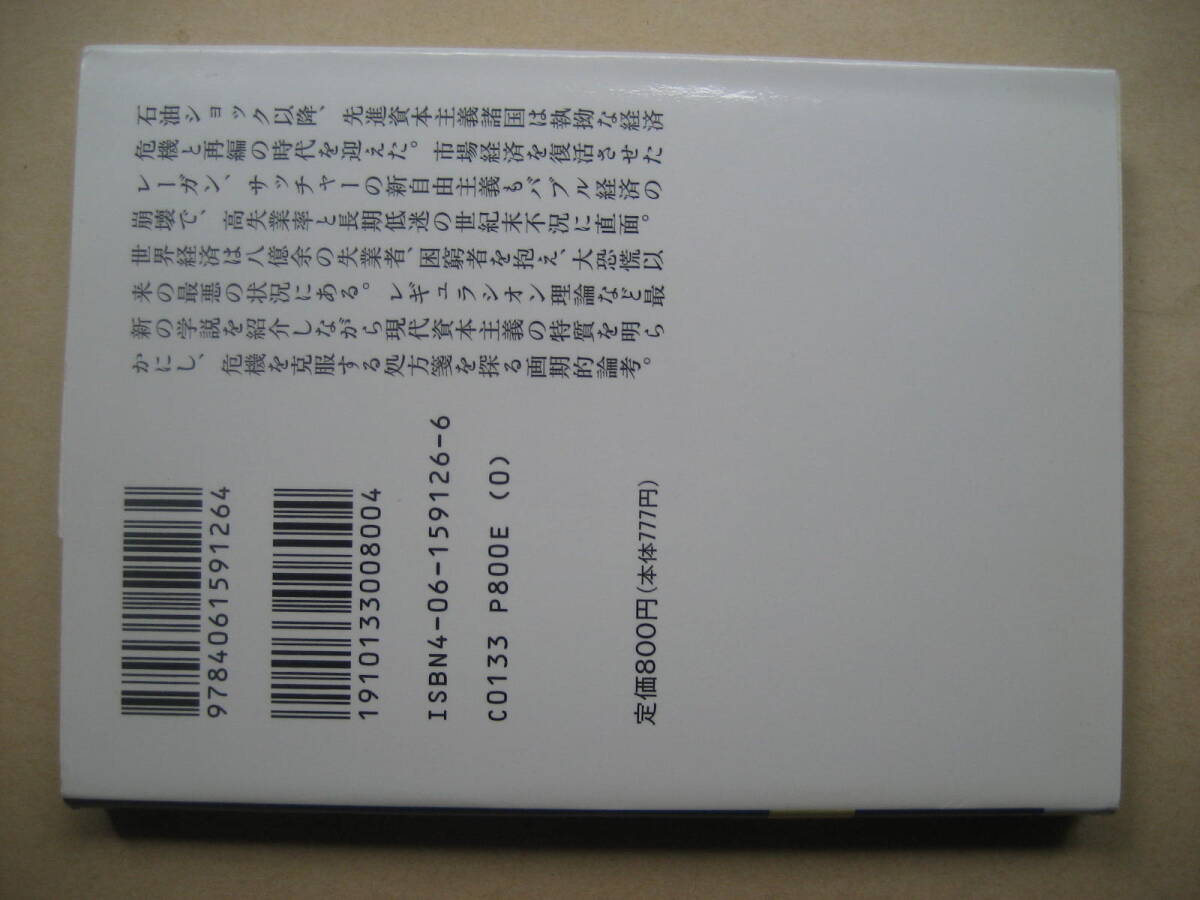 石油ショック以降、先進資本主義諸国は執拗な経済
危機と再編の時代を迎えた。市場経済を復活させた
レーガン、サッチャーの新自由主義もバブル経済の
崩壊で、高失業率と長期低迷の世紀末不況に直面。
世界経済は八億余の失業者、困窮者を抱え、大恐慌以
来の最悪の状況にある。レギュラシオン理論など最
新の学説を紹介しながら現代資本主義の特質を明ら
かにし、危機を克服する処方箋を探る画期的論考。
9784061591264
1910133008004
ISBN4-06-159126-6
C0133 P800E (0)
定価800円(本体777円)